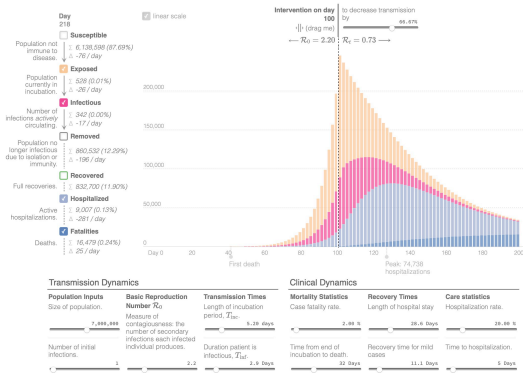 Day
218
linear scale
Intervention on day
100
(drag me)
to decrease transmission
by
66.87%
← R₀ = 2.20
Rₜ = 0.73 →
Susceptible
Population not
immune to
disease.
Σ 6,138,598 (87.69%)
Δ -76 / day
Exposed
Population
currently in
incubation.
Σ 528 (0.01%)
Δ -26 / day
Infectious
Number of
infections actively
circulating.
Σ 342 (0.00%)
Δ -17 / day
Removed
Population no
longer infectious
due to isolation or
immunity.
Σ 860,532 (12.29%)
Δ -196 / day
Recovered
Full recoveries.
Σ 832,700 (11.90%)
Hospitalized
Active
hospitalizations.
Σ 9,007 (0.13%)
Δ -281 / day
Fatalities
Deaths.
Σ 16,479 (0.24%)
Δ 25 / day
200,000
150,000
100,000
50,000
0
Day 0
20
40
60
80
100
120
140
160
180
200
First death
Peak: 74,738
hospitalizations
Transmission Dynamics
Population Inputs
Size of population.
7,000,000
Number of initial
infections.
1
Basic Reproduction
Number R₀
Measure of
contagiousness: the
number of secondary
infections each infected
individual produces.
2.2
Transmission Times
Length of incubation
period, Tinc.
5.20 Days
Duration patient is
infectious, Tinf.
2.9 Days
Clinical Dynamics
Mortality Statistics
Case fatality rate.
2.00 %
Time from end of
incubation to death.
32 Days
Recovery Times
Length of hospital stay
28.6 Days
Recovery time for mild
cases
11.1 Days
Care statistics
Hospitalization rate.
20.00 %
Time to hospitalization.
5 Days